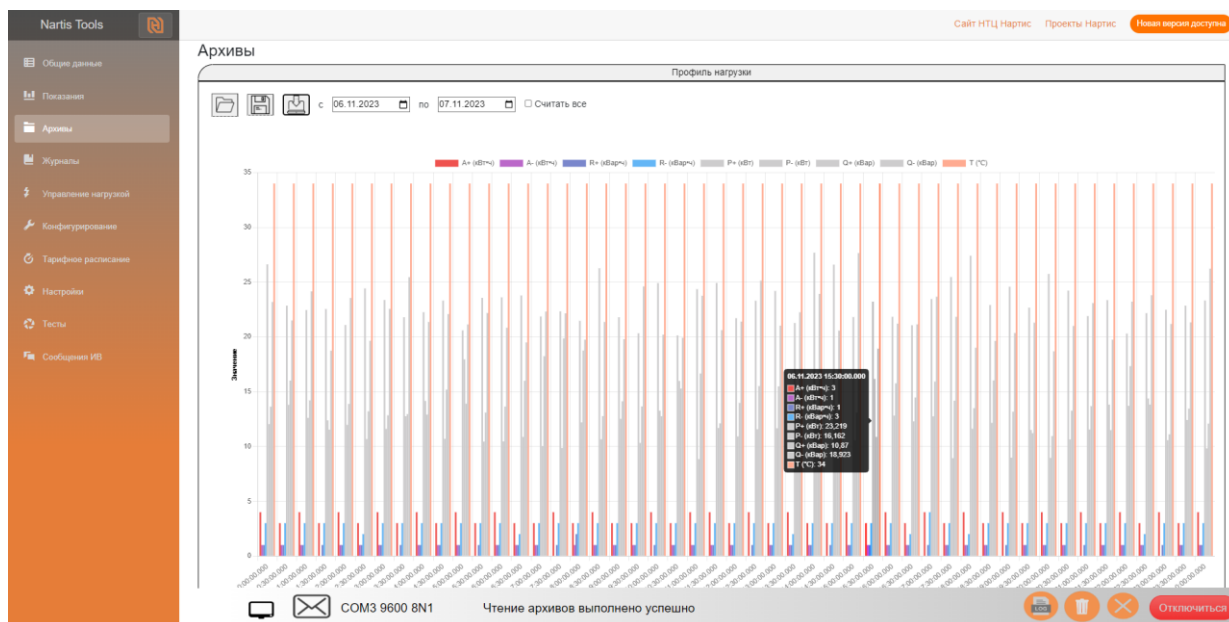 Nartis Tools
Сайт НТЦ Нартис Проекты Нартис Новая версия доступна
Архивы
Общие данные
Показания
Архивы
Журналы
Управление нагрузкой
Конфигурирование
Тарифное расписание
Настройки
Тесты
Сообщения ИВ
Профиль нагрузки
с 06.11.2023 по 07.11.2023 Считать все
A+ (кВт•ч) A- (кВт•ч) R+ (кВар•ч) R- (кВар•ч) P+ (кВт) P- (кВт) Q+ (кВар) Q- (кВар) T (°C)
35
30
25
20
15
10
5
0
Значение
06.11.2023 15:30:00.000
A+ (кВт•ч): 3
A- (кВт•ч): 1
R+ (кВар•ч): 1
R- (кВар•ч): 3
P+ (кВт): 23,219
P- (кВт): 16,162
Q+ (кВар): 10,87
Q- (кВар): 18,923
T (°C): 34
COM3 9600 8N1 Чтение архивов выполнено успешно
LOG
Отключиться